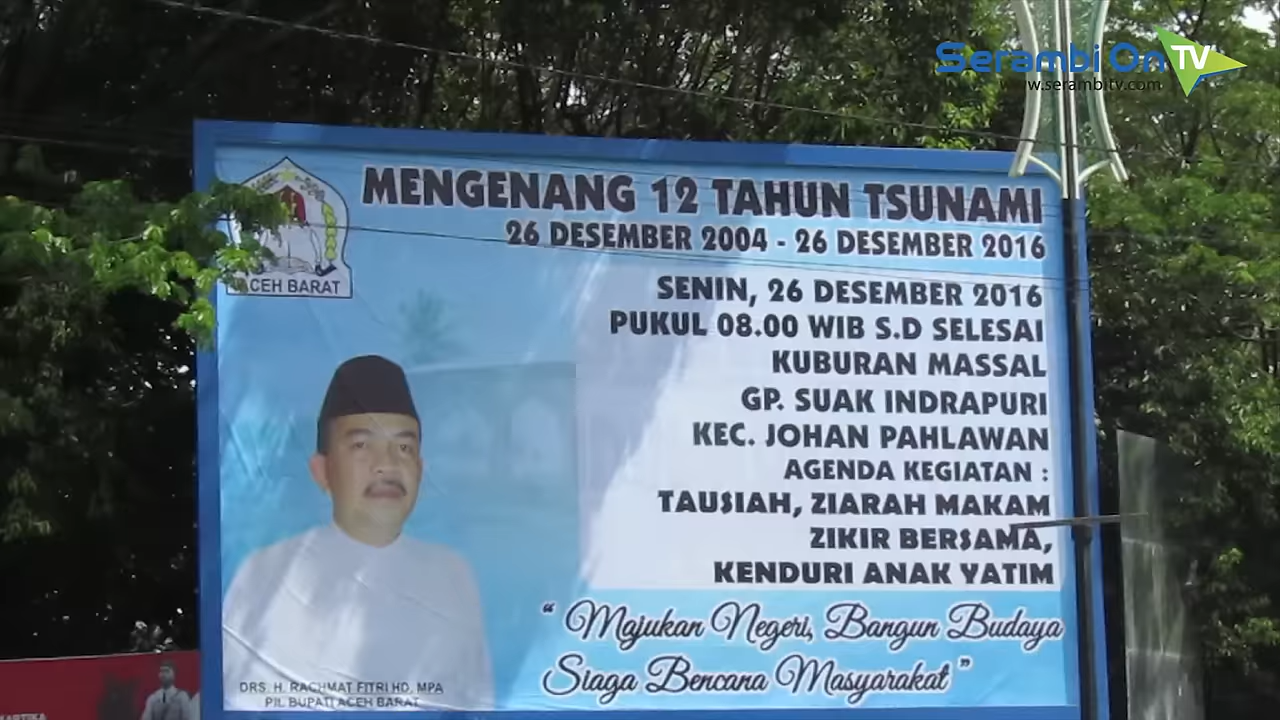 Serambi On TV
www.serambitv.com
MENGENANG 12 TAHUN TSUNAMI
26 DESEMBER 2004 - 26 DESEMBER 2016
ACEH BARAT
SENIN, 26 DESEMBER 2016
PUKUL 08.00 WIB S.D SELESAI
KUBURAN MASSAL
GP. SUAK INDRAPURI
KEC. JOHAN PAHLAWAN
AGENDA KEGIATAN :
TAUSIAH, ZIARAH MAKAM
ZIKIR BERSAMA,
KENDURI ANAK YATIM
“ Majukan Negeri, Bangun Budaya
Siaga Bencana Masyarakat ”
DRS. H. RACHMAT FITRI HD, MPA
PJ. BUPATI ACEH BARAT